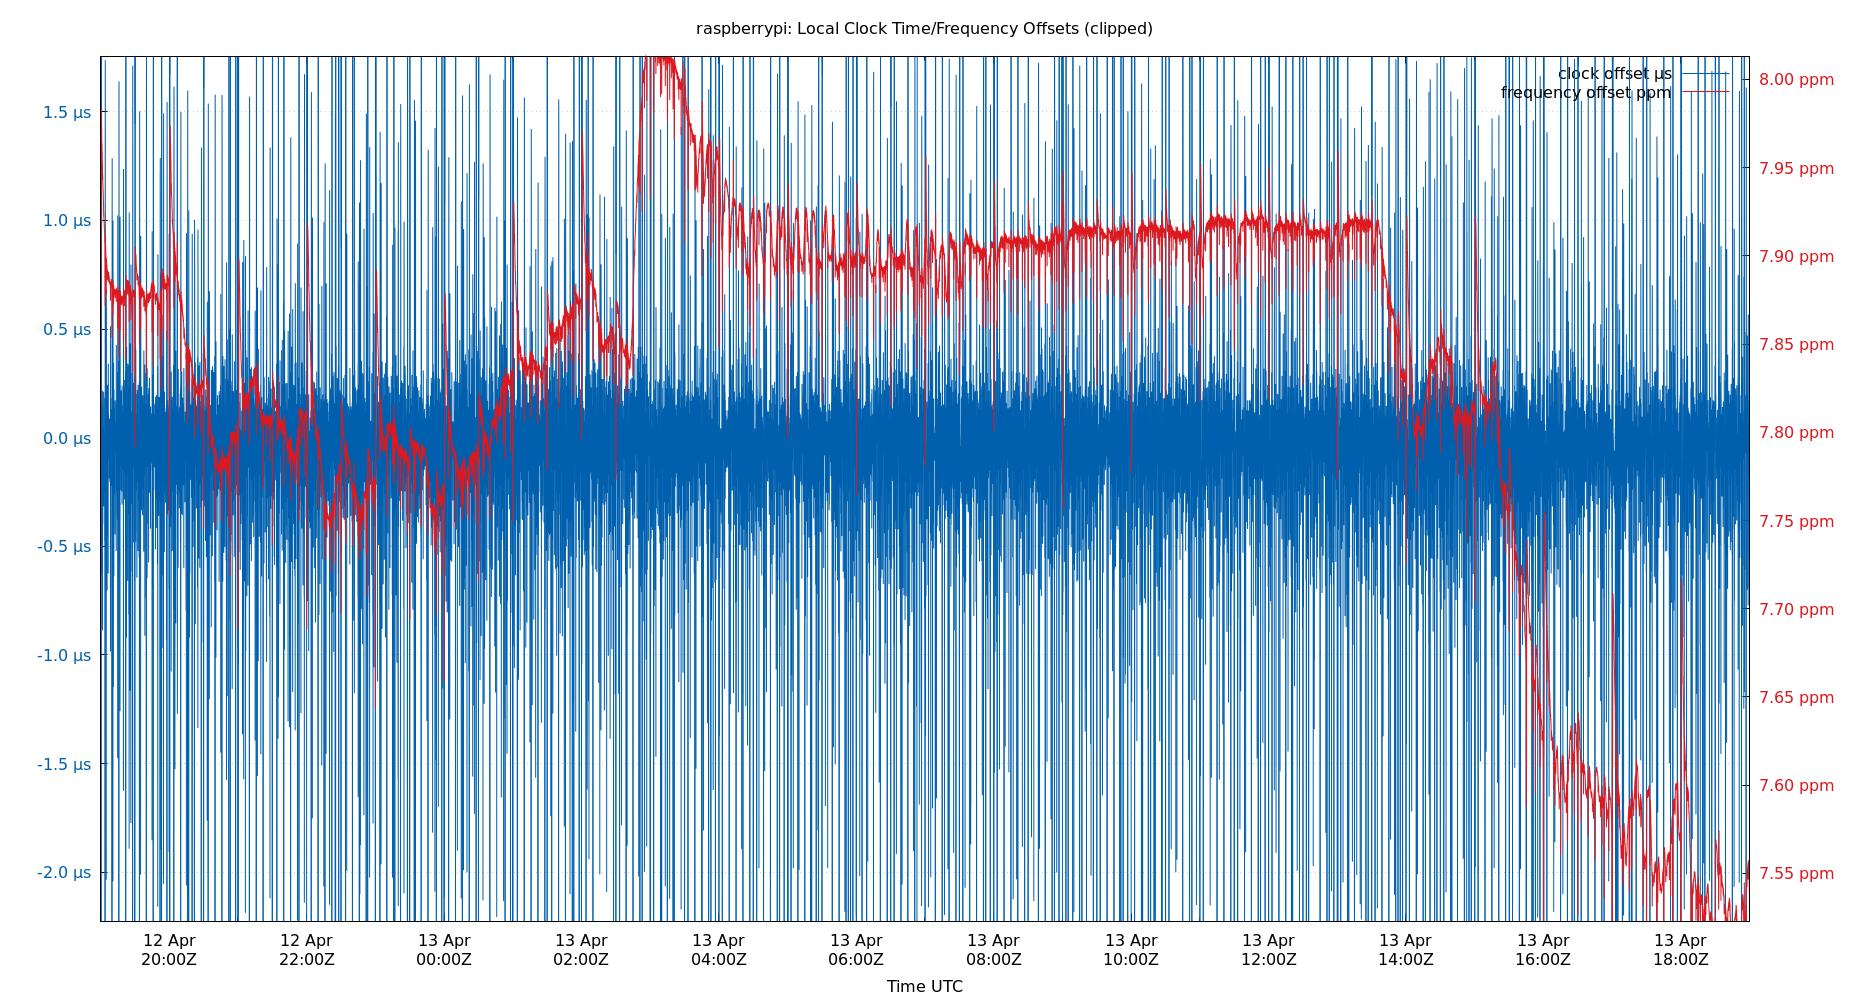 raspberrypi: Local Clock Time/Frequency Offsets (clipped)
clock offset µs
frequency offset ppm
1.5 µs
1.0 µs
0.5 µs
0.0 µs
-0.5 µs
-1.0 µs
-1.5 µs
-2.0 µs
8.00 ppm
7.95 ppm
7.90 ppm
7.85 ppm
7.80 ppm
7.75 ppm
7.70 ppm
7.65 ppm
7.60 ppm
7.55 ppm
12 Apr 12 Apr 13 Apr 13 Apr 13 Apr 13 Apr 13 Apr 13 Apr 13 Apr 13 Apr 13 Apr 13 Apr
20:00Z 22:00Z 00:00Z 02:00Z 04:00Z 06:00Z 08:00Z 10:00Z 12:00Z 14:00Z 16:00Z 18:00Z
Time UTC